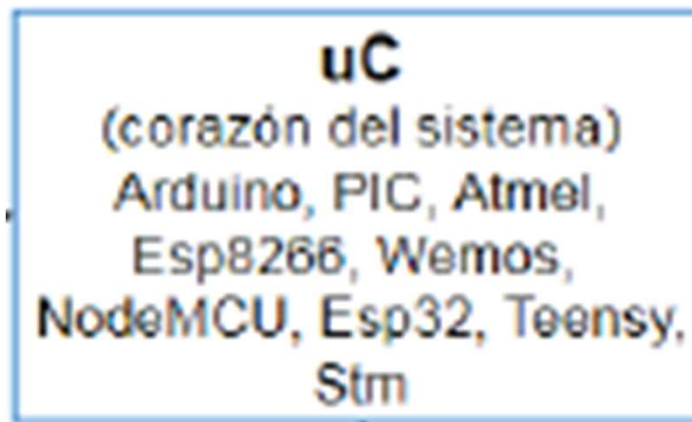 uC
(corazón del sistema)
Arduino, PIC, Atmel,
Esp8266, Wemos,
NodeMCU, Esp32, Teensy,
Stm